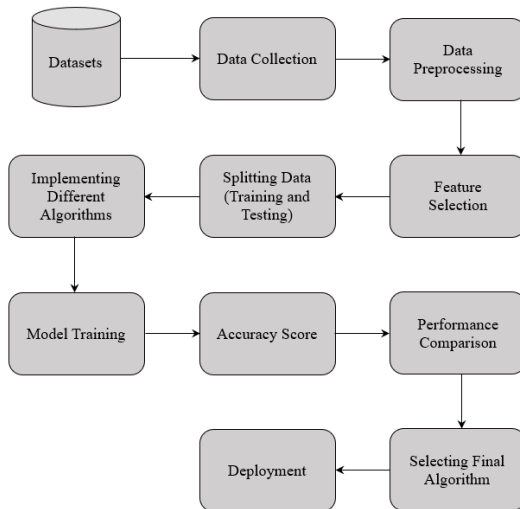 Datasets
Data Collection
Data
Preprocessing
Feature
Selection
Splitting Data
(Training and
Testing)
Implementing
Different
Algorithms
Model Training
Accuracy Score
Performance
Comparison
Selecting Final
Algorithm
Deployment